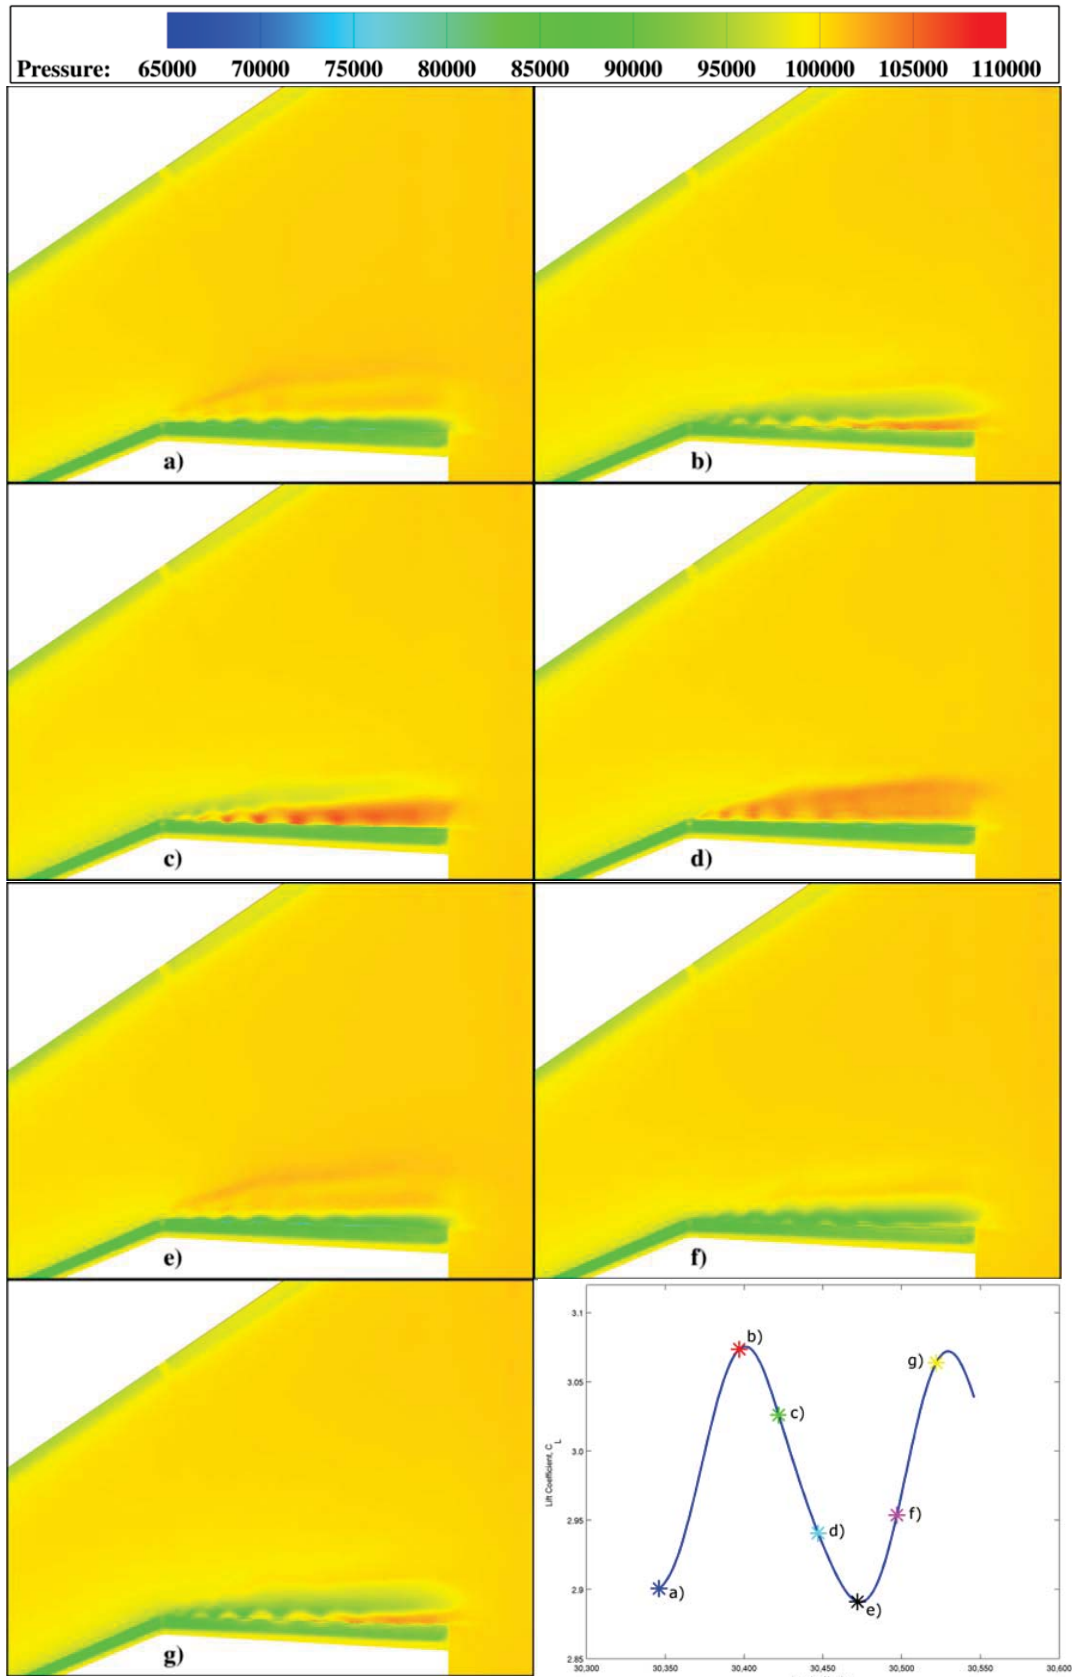 Pressure: 65000 70000 75000 80000 85000 90000 95000 100000 105000 110000
a) b)
c) d)
e) f)
g)
3.1
3.05
3.0
2.95
2.9
2.85
Lift Coefficient, C L
b)
g)
c)
f)
d)
a)
e)
30,300 30,350 30,400 30,450 30,500 30,550 30,600